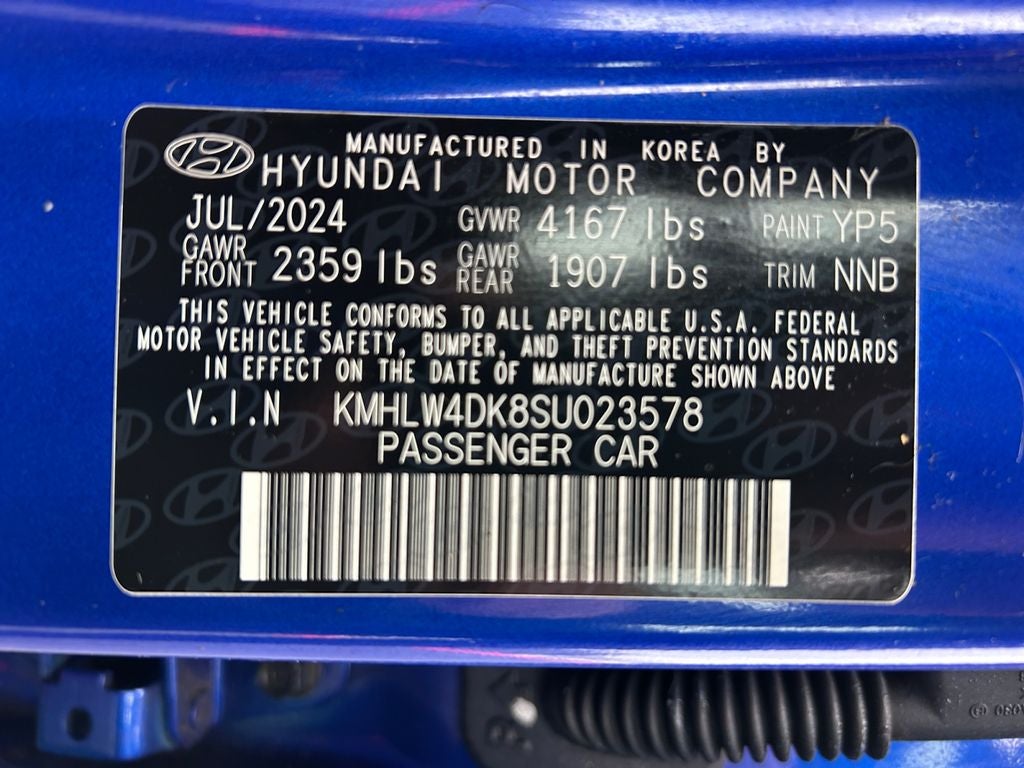 MANUFACTURED IN KOREA BY
HYUNDAI MOTOR COMPANY
JUL/2024 GVWR 4167 lbs PAINT YP5
GAWR FRONT 2359 lbs GAWR REAR 1907 lbs TRIM NNB
THIS VEHICLE CONFORMS TO ALL APPLICABLE U.S.A. FEDERAL
MOTOR VEHICLE SAFETY, BUMPER, AND THEFT PREVENTION STANDARDS
IN EFFECT ON THE DATE OF MANUFACTURE SHOWN ABOVE
V.I.N KMHLW4DK8SU023578
PASSENGER CAR